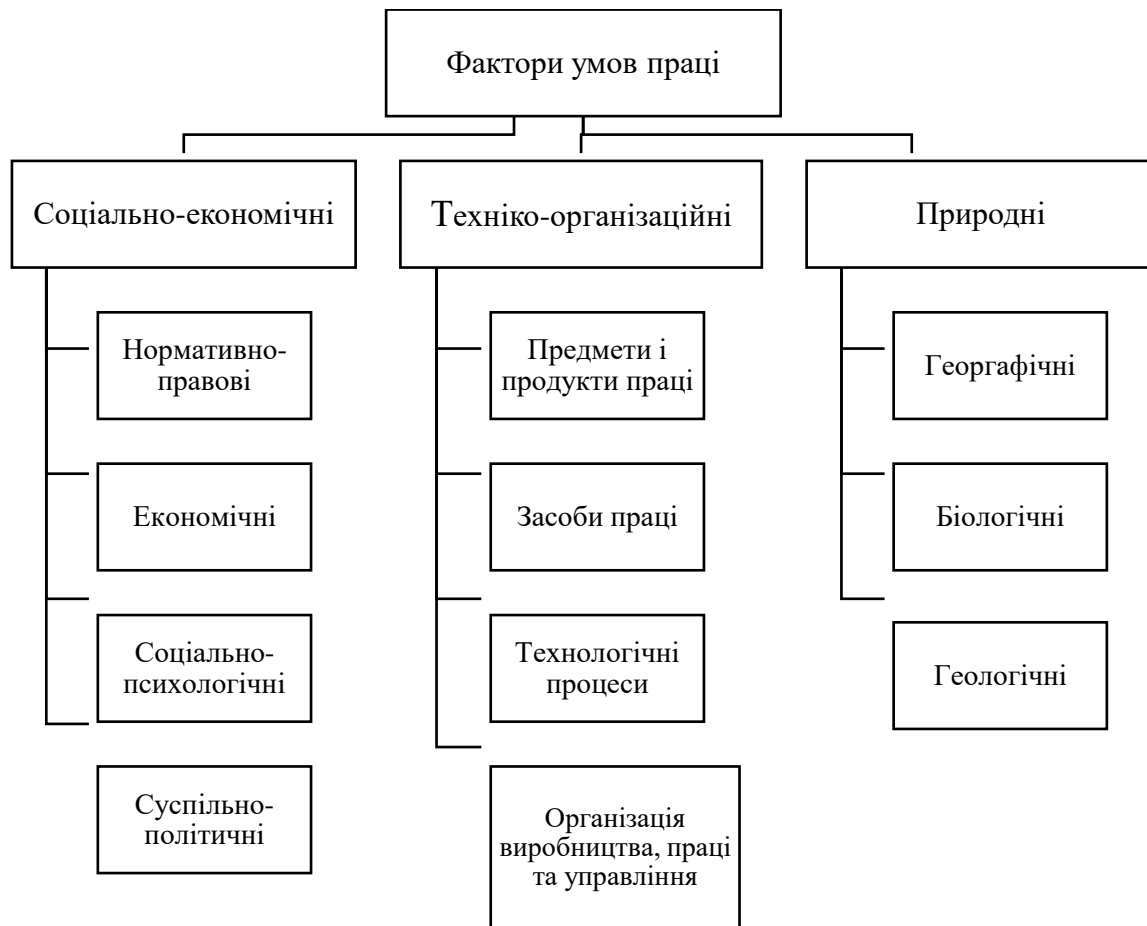 Фактори умов праці
Соціально-економічні
Техніко-організаційні
Природні
Нормативно-
правові
Економічні
Соціально-
психологічні
Суспільно-
політичні
Предмети і
продукти праці
Засоби праці
Технологічні
процеси
Організація
виробництва, праці
та управління
Георгафічні
Біологічні
Геологічні